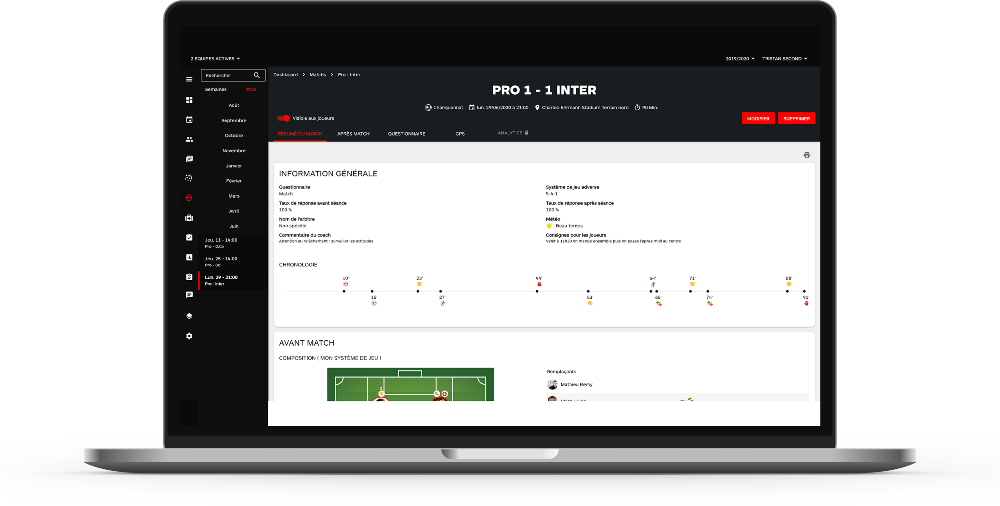 2 EQUIPES ACTIVES
2019/2020
TRISTAN SECOND
Rechercher
Semaines
Mois
Août
Septembre
Octobre
Novembre
Janvier
Février
Mars
Avril
Juin
Jeu. 11 - 14:00
Pro - D.Cn
Jeu. 25 - 14:00
Pro - Dd
Lun. 29 - 21:00
Pro - Inter
Dashboard > Matchs > Pro - Inter
PRO 1 - 1 INTER
Championnat
lun. 29/06/2020 à 21:00
Charles-Ehrmann Stadium Terrain nord
90 Min.
Visible aux joueurs
MODIFIER
SUPPRIMER
RÉSUMÉ DU MATCH
APRÈS MATCH
QUESTIONNAIRE
GPS
ANALYTICS
INFORMATION GÉNÉRALE
Questionnaire
Match
Système de jeu adverse
5-4-1
Taux de réponse avant séance
100 %
Taux de réponse après séance
100 %
Nom de l'arbitre
Non spécifié
Météo
Beau temps
Commentaire du coach
Attention au relâchement : surveiller les attitudes
Consignes pour les joueurs
Venir à 11h30 on mange ensemble puis on passe l'apres midi au centre
CHRONOLOGIE
10'
23'
44'
64'
71'
88'
15'
27'
53'
65'
74'
91'
AVANT MATCH
COMPOSITION ( MON SYSTÈME DE JEU )
2
Remplaçants
Mathieu Remy
Valer Julien
74'